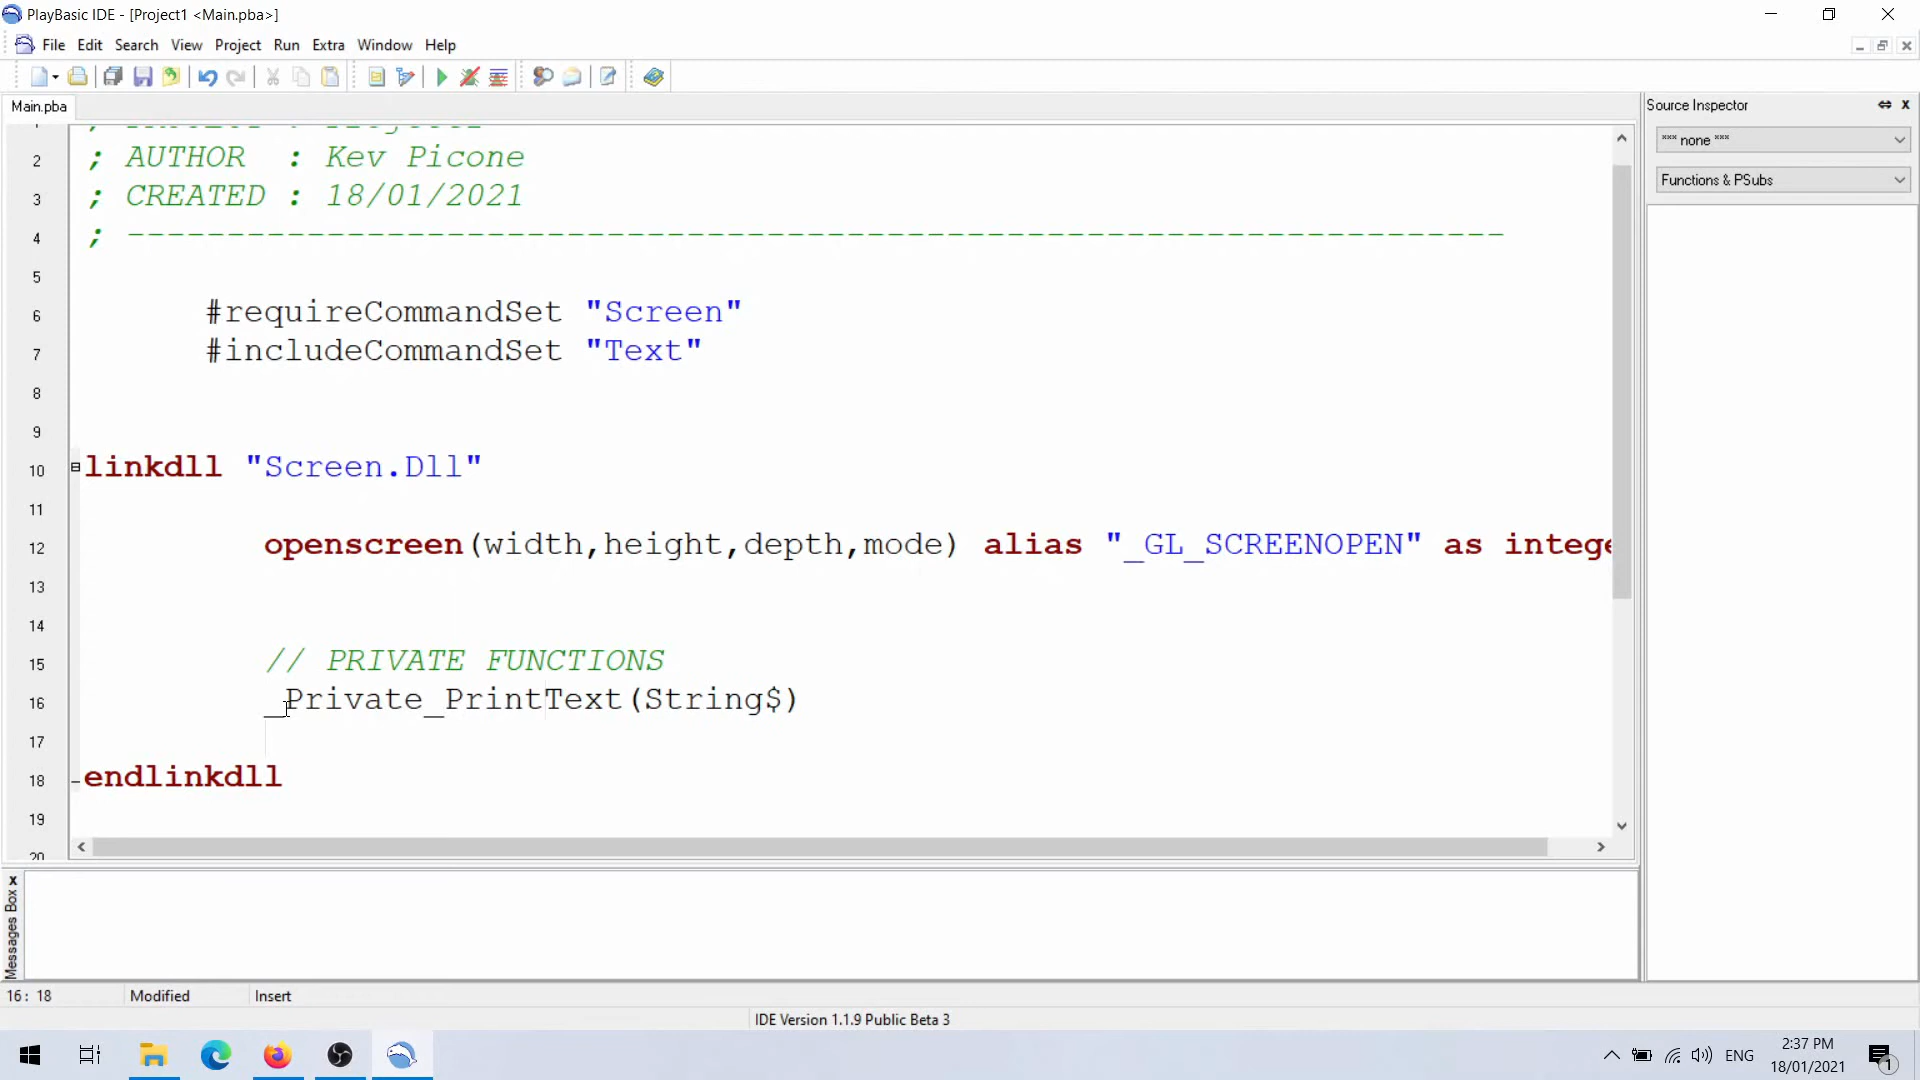 PlayBasic IDE - [Project1 <Main.pba>]
File Edit Search View Project Run Extra Window Help
Main.pba
Source Inspector
*** none ***
Functions & PSubs
2 ; AUTHOR : Kev Picone
3 ; CREATED : 18/01/2021
4 ; ---------------------------------------------------------------------
5
6 #requireCommandSet "Screen"
7 #includeCommandSet "Text"
8
9
10 linkdll "Screen.Dll"
11
12 openscreen(width,height,depth,mode) alias "_GL_SCREENOPEN" as intege
13
14
15 // PRIVATE FUNCTIONS
16 _Private_PrintText(String$)
17
18 endlinkdll
19
20
Messages Box
16: 18 Modified Insert
IDE Version 1.1.9 Public Beta 3
ENG
2:37 PM
18/01/2021
1